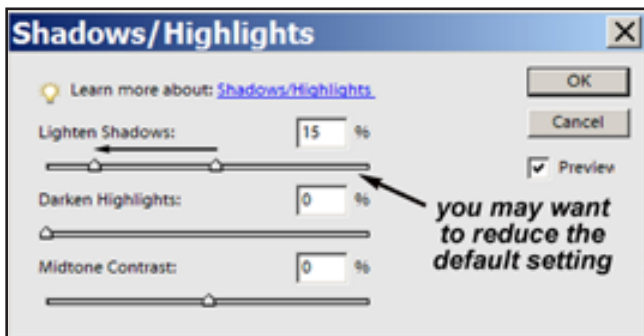 Shadows/Highlights
Learn more about: Shadows/Highlights
OK
Lighten Shadows: 15 %
Cancel
Preview
Darken Highlights: 0 %
you may want
to reduce the
default setting
Midtone Contrast: 0 %